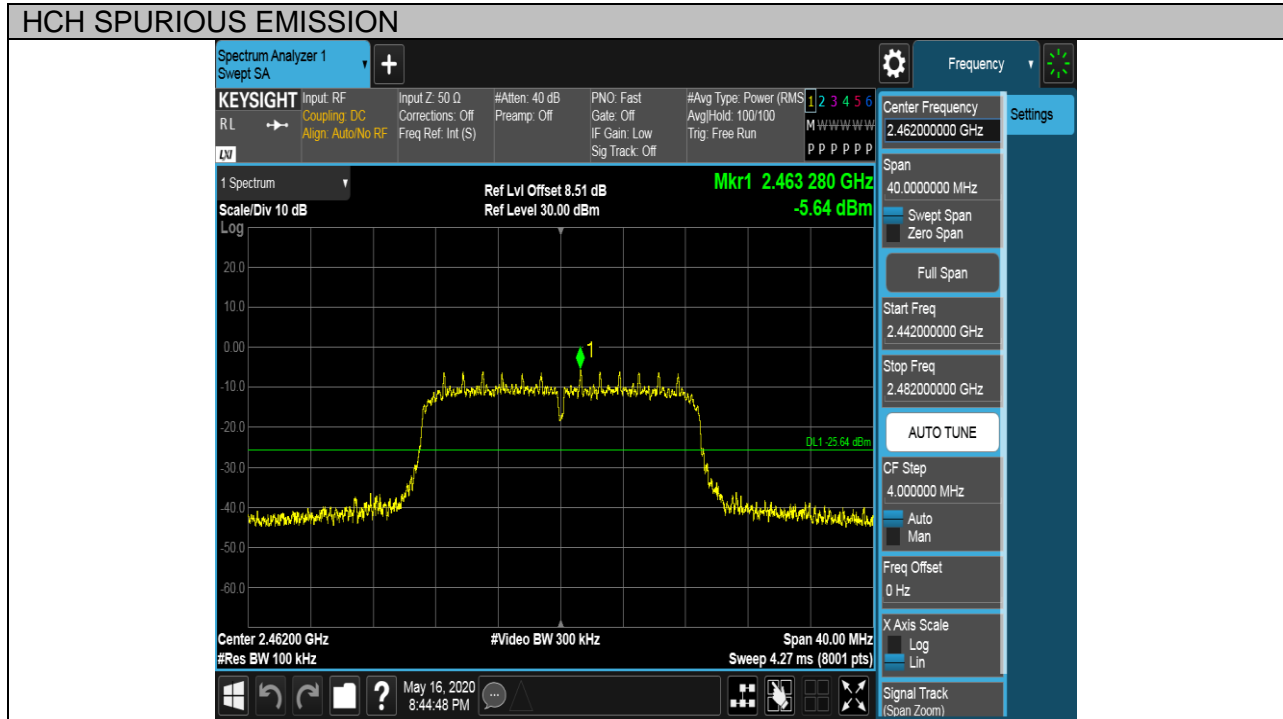 HCH SPURIOUS EMISSION
Spectrum Analyzer 1
Swept SA
+
Frequency
KEYSIGHT
RL
LXI
Input: RF
Coupling: DC
Align: Auto/No RF
Input Z: 50 Ω
Corrections: Off
Freq Ref: Int (S)
#Atten: 40 dB
Preamp: Off
PNO: Fast
Gate: Off
IF Gain: Low
Sig Track: Off
#Avg Type: Power (RMS
Avg|Hold: 100/100
Trig: Free Run
1 2 3 4 5 6
M W W W W W
P P P P P P
1 Spectrum
Scale/Div 10 dB
Ref Lvl Offset 8.51 dB
Ref Level 30.00 dBm
Mkr1 2.463 280 GHz
-5.64 dBm
Log
20.0
10.0
0.00
-10.0
-20.0
-30.0
-40.0
-50.0
-60.0
1
DL1 -25.64 dBm
Center 2.46200 GHz
#Res BW 100 kHz
#Video BW 300 kHz
Span 40.00 MHz
Sweep 4.27 ms (8001 pts)
?
May 16, 2020
8:44:48 PM
Center Frequency
2.462000000 GHz
Settings
Span
40.0000000 MHz
Swept Span
Zero Span
Full Span
Start Freq
2.442000000 GHz
Stop Freq
2.482000000 GHz
AUTO TUNE
CF Step
4.000000 MHz
Auto
Man
Freq Offset
0 Hz
X Axis Scale
Log
Lin
Signal Track
(Span Zoom)